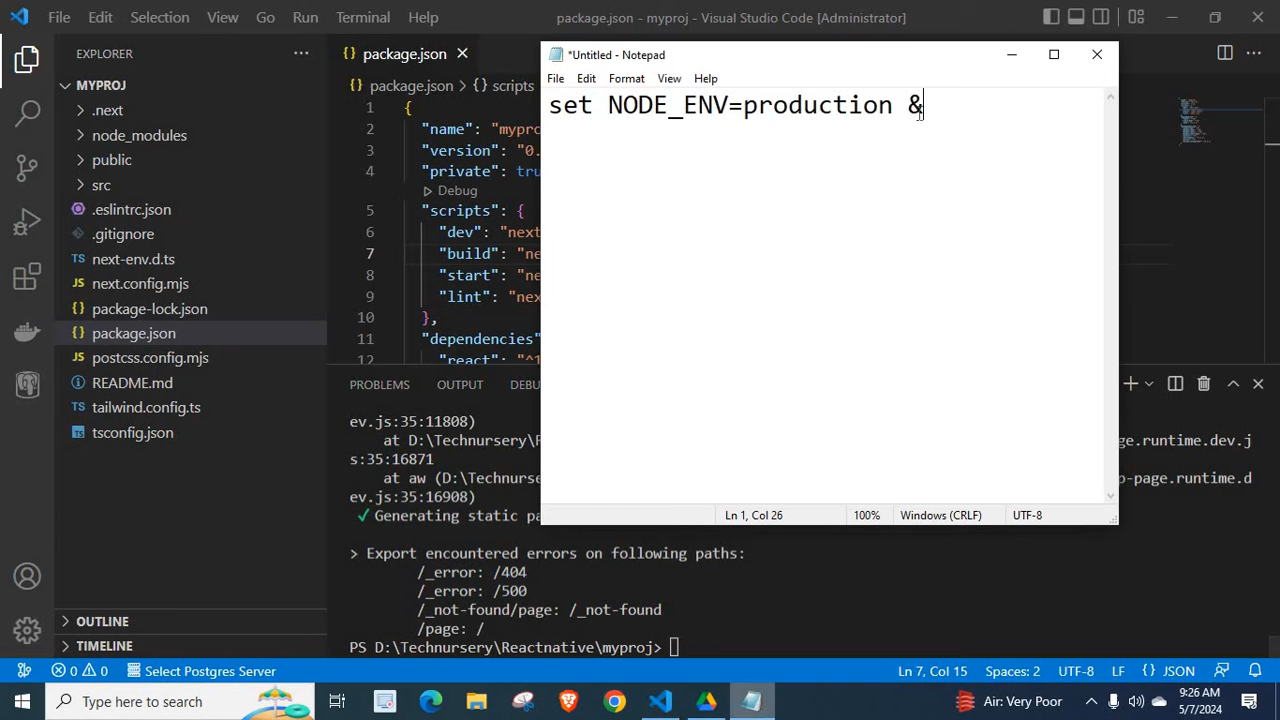 File Edit Selection View Go Run Terminal Help
package.json - myproj - Visual Studio Code [Administrator]
EXPLORER
MYPROJ
.next
node_modules
public
src
.eslintrc.json
.gitignore
TS next-env.d.ts
JS next.config.mjs
{} package-lock.json
{} package.json
JS postcss.config.mjs
README.md
TS tailwind.config.ts
tsconfig.json
OUTLINE
TIMELINE
{} package.json
{} package.json > {} scripts
1 {
2 "name": "mypro
3 "version": "0.
4 "private": tru
Debug
5 "scripts": {
6 "dev": "next
7 "build": "ne
8 "start": "ne
9 "lint": "nex
10 },
11 "dependencies"
12 "react": "^1
*Untitled - Notepad
File Edit Format View Help
set NODE_ENV=production &
Ln 1, Col 26 100% Windows (CRLF) UTF-8
PROBLEMS OUTPUT DEBU
ev.js:35:11808)
at D:\Technursery\R
age.runtime.dev.j
s:35:16871
at aw (D:\Technurse
p-page.runtime.d
ev.js:35:16908)
✓ Generating static pa
> Export encountered errors on following paths:
/_error: /404
/_error: /500
/_not-found/page: /_not-found
/page: /
PS D:\Technursery\Reactnative\myproj>
0 0 Select Postgres Server Ln 7, Col 15 Spaces: 2 UTF-8 LF {} JSON
Type here to search
Air: Very Poor
9:26 AM
5/7/2024